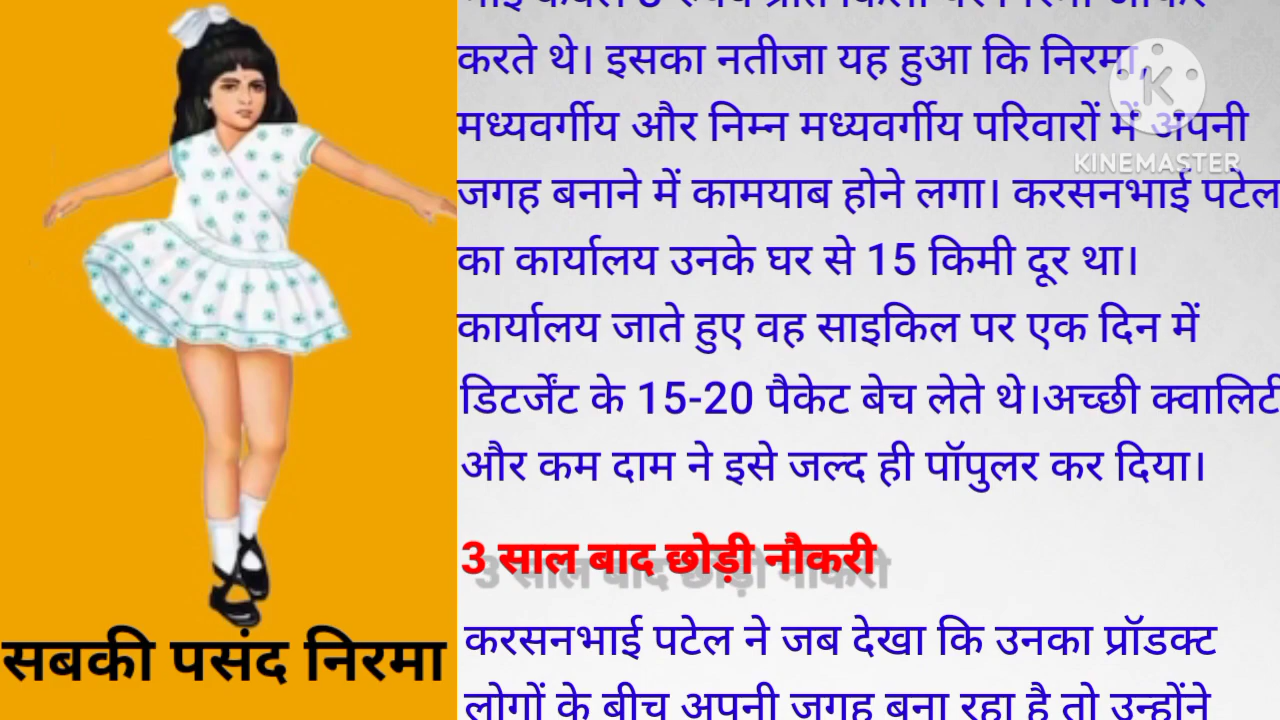 करते थे। इसका नतीजा यह हुआ कि निरमा,
मध्यवर्गीय और निम्न मध्यवर्गीय परिवारों में अपनी
जगह बनाने में कामयाब होने लगा। करसनभाई पटेल
का कार्यालय उनके घर से 15 किमी दूर था।
कार्यालय जाते हुए वह साइकिल पर एक दिन में
डिटर्जेंट के 15-20 पैकेट बेच लेते थे।अच्छी क्वालिटी
और कम दाम ने इसे जल्द ही पॉपुलर कर दिया।
3 साल बाद छोड़ी नौकरी
करसनभाई पटेल ने जब देखा कि उनका प्रॉडक्ट
लोगों के बीच अपनी जगह बना रहा है तो उन्होंने
सबकी पसंद निरमा
K
KINEMASTER